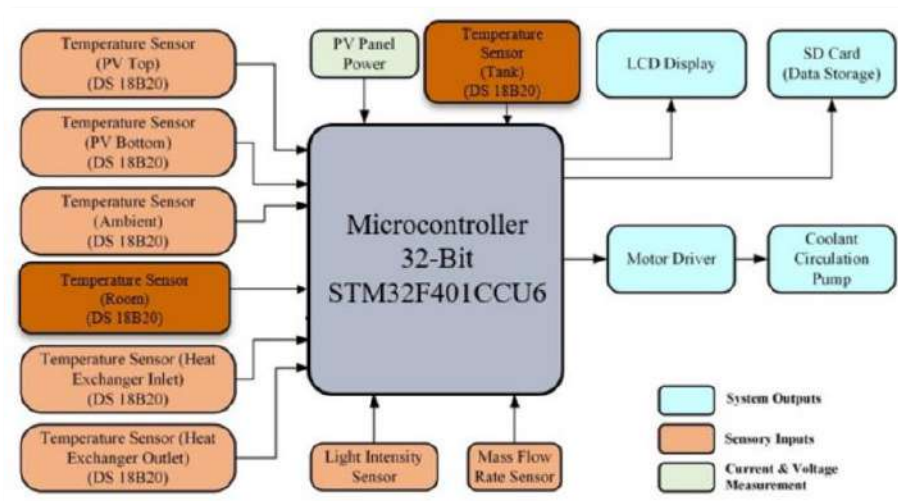 Temperature Sensor
(PV Top)
(DS 18B20)
Temperature Sensor
(PV Bottom)
(DS 18B20)
Temperature Sensor
(Ambient)
(DS 18B20)
Temperature Sensor
(Room)
(DS 18B20)
Temperature Sensor (Heat
Exchanger Inlet)
(DS 18B20)
Temperature Sensor (Heat
Exchanger Outlet)
(DS 18B20)
PV Panel
Power
Temperature
Sensor
(Tank)
(DS 18B20)
LCD Display
SD Card
(Data Storage)
Microcontroller
32-Bit
STM32F401CCU6
Motor Driver
Coolant
Circulation
Pump
Light Intensity
Sensor
Mass Flow
Rate Sensor
System Outputs
Sensory Inputs
Current & Voltage
Measurement